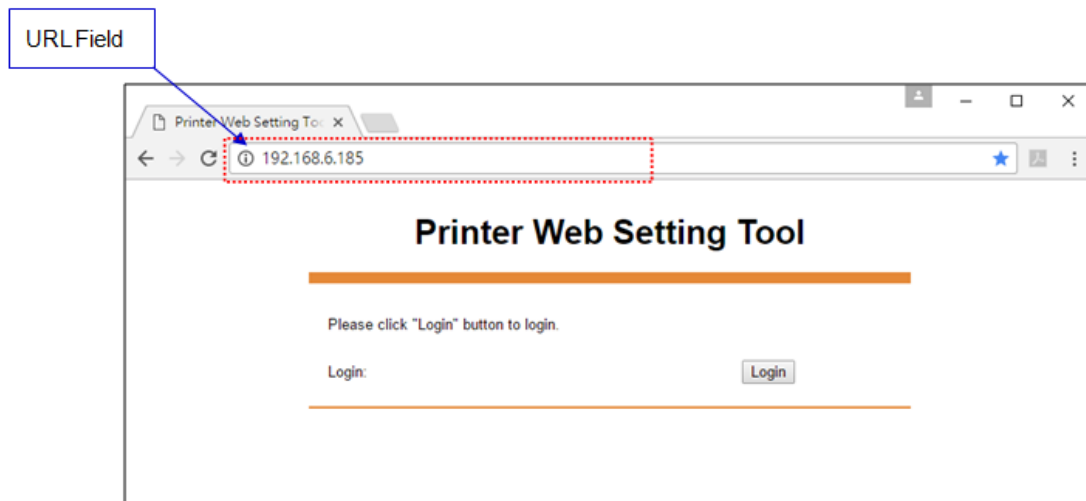 URL Field
Printer Web Setting Too
192.168.6.185
Printer Web Setting Tool
Please click "Login" button to login.
Login:
Login